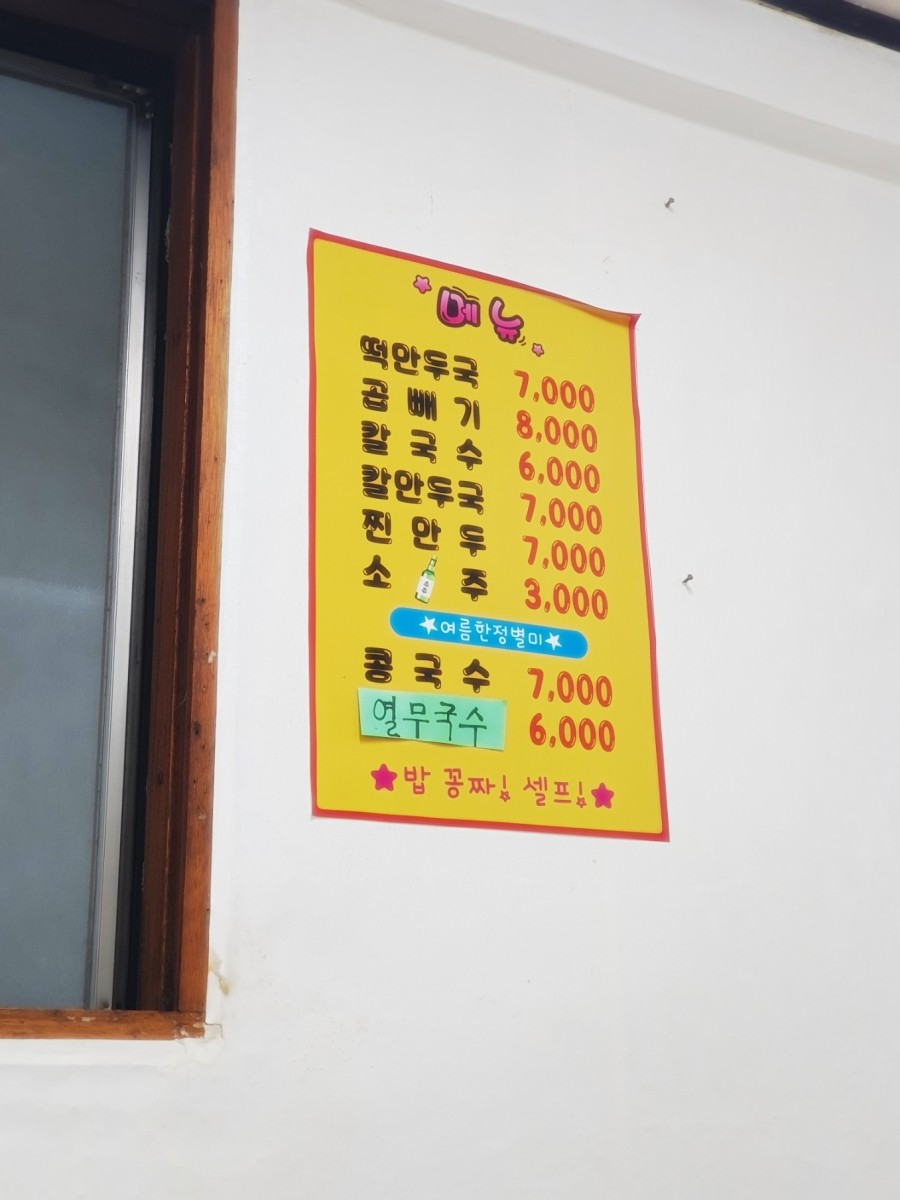 메뉴
떡만두국 7,000
곱빼기 8,000
칼국수 6,000
칼만두국 7,000
찐만두 7,000
소주 3,000
여름한정별미
콩국수 7,000
열무국수 6,000
밥 꽁짜! 셀프!